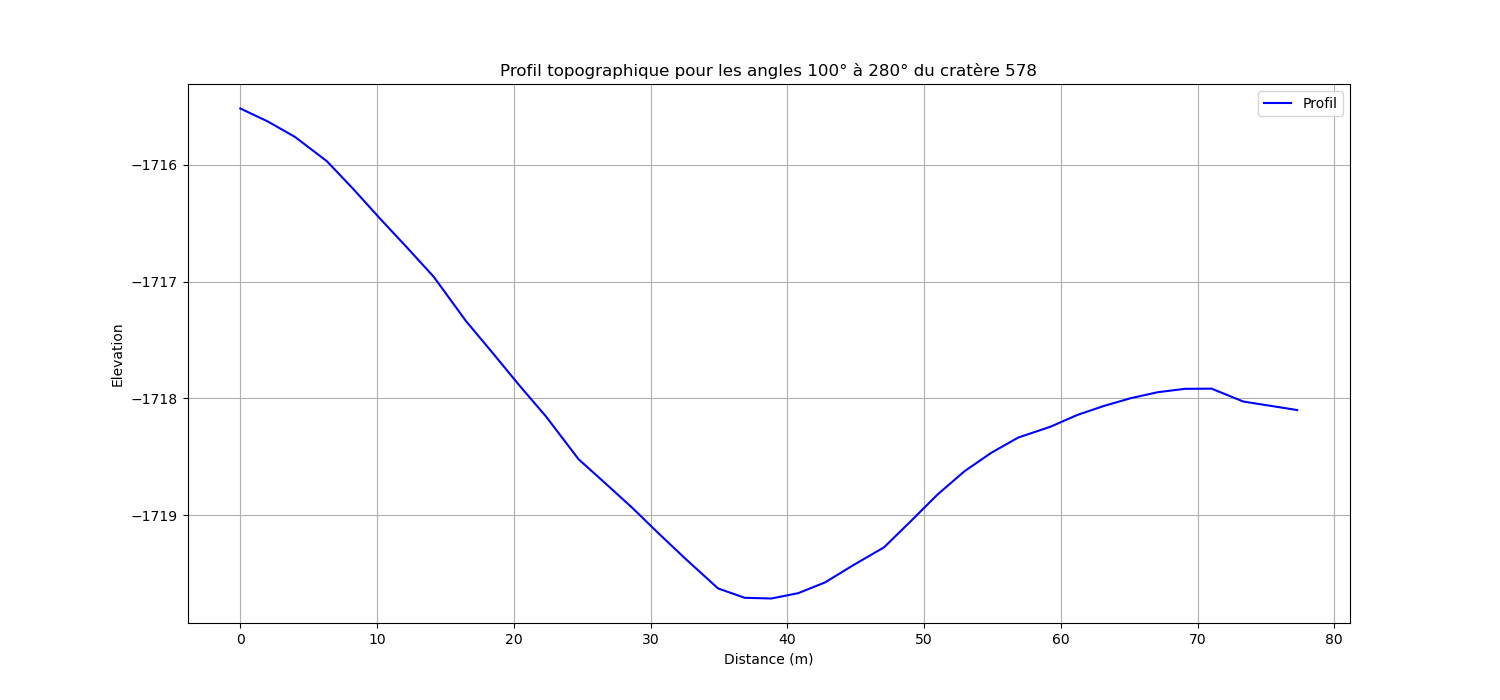 Profil topographique pour les angles 100° à 280° du cratère 578
Profil
−1716
−1717
−1718
−1719
Elevation
0 10 20 30 40 50 60 70 80
Distance (m)